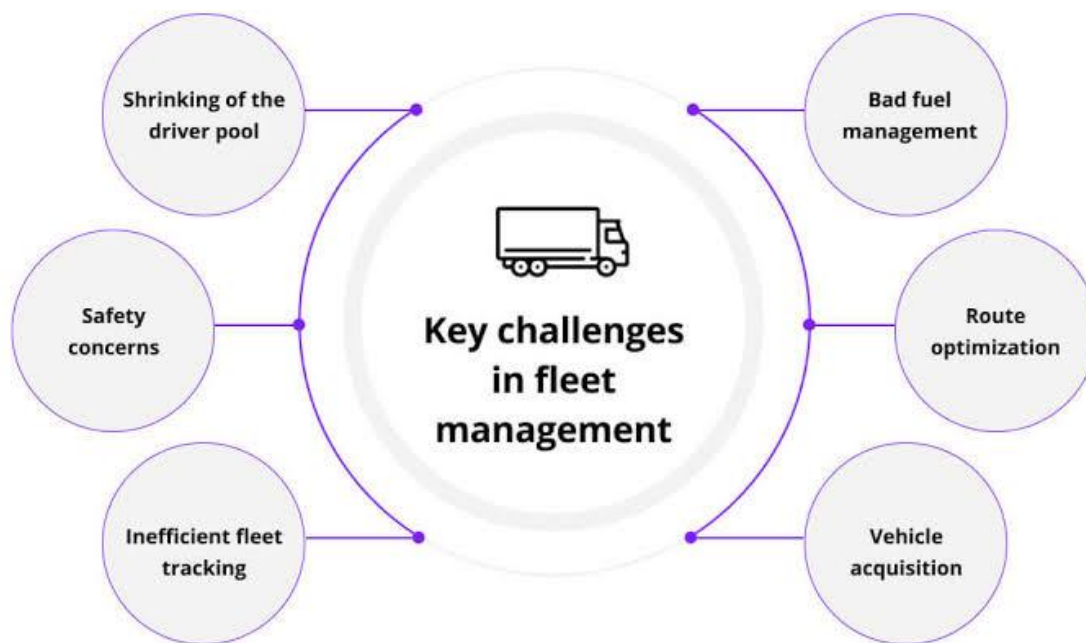 Shrinking of the
driver pool
Safety
concerns
Inefficient fleet
tracking
Key challenges
in fleet
management
Bad fuel
management
Route
optimization
Vehicle
acquisition